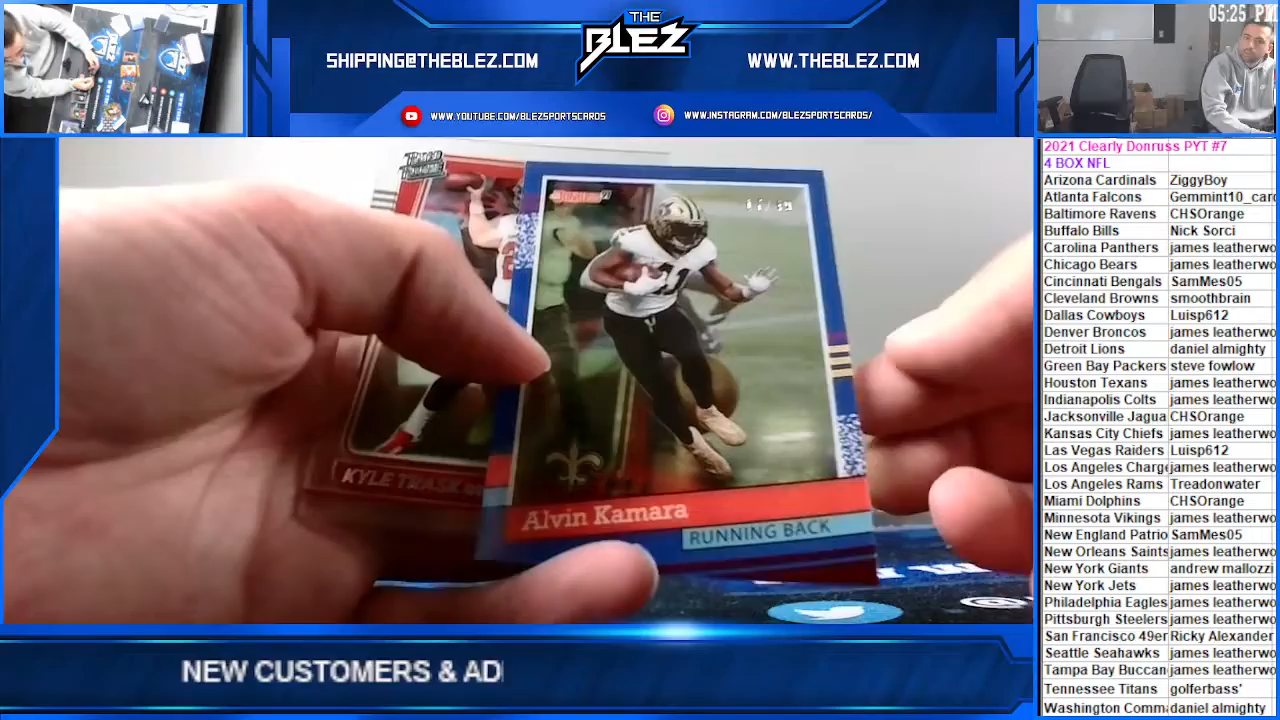 05:25 PM
THE
BLEZ
SHIPPING@THEBLEZ.COM
WWW.THEBLEZ.COM
WWW.YOUTUBE.COM/BLEZSPORTSCARDS
WWW.INSTAGRAM.COM/BLEZSPORTSCARDS/
2021 Clearly Donruss PYT #7
4 BOX NFL
Arizona Cardinals ZiggyBoy
Atlanta Falcons Gemmint10_card
Baltimore Ravens CHSOrange
Buffalo Bills Nick Sorci
Carolina Panthers james leatherwo
Chicago Bears james leatherwo
Cincinnati Bengals SamMes05
Cleveland Browns smoothbrain
Dallas Cowboys Luisp612
Denver Broncos james leatherwo
Detroit Lions daniel almighty
Green Bay Packers steve fowlow
Houston Texans james leatherwo
Indianapolis Colts james leatherwo
Jacksonville Jagua CHSOrange
Kansas City Chiefs james leatherwo
Las Vegas Raiders Luisp612
Los Angeles Charge james leatherwo
Los Angeles Rams Treadonwater
Miami Dolphins CHSOrange
Minnesota Vikings james leatherwo
New England Patrio SamMes05
New Orleans Saints james leatherwo
New York Giants andrew mallozzi
New York Jets james leatherwo
Philadelphia Eagles james leatherwo
Pittsburgh Steelers james leatherwo
San Francisco 49er Ricky Alexander
Seattle Seahawks james leatherwo
Tampa Bay Buccan james leatherwo
Tennessee Titans golferbass'
Washington Comma daniel almighty
41
KYLE TRASK
Alvin Kamara
RUNNING BACK
NEW CUSTOMERS & AD